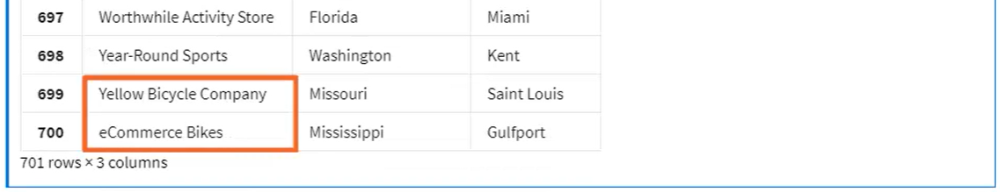 697 Worthwhile Activity Store Florida Miami
698 Year-Round Sports Washington Kent
699 Yellow Bicycle Company Missouri Saint Louis
700 eCommerce Bikes Mississippi Gulfport
701 rows × 3 columns